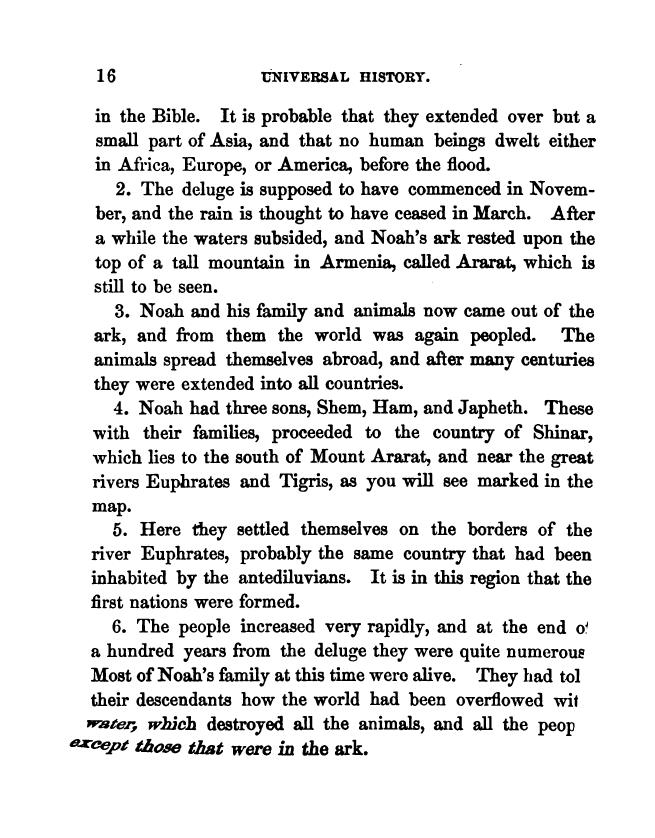 16 UNIVERSAL HISTORY.
in the Bible. It is probable that they extended over but a
small part of Asia, and that no human beings dwelt either
in Africa, Europe, or America, before the flood.
2. The deluge is supposed to have commenced in Novem-
ber, and the rain is thought to have ceased in March. After
a while the waters subsided, and Noah's ark rested upon the
top of a tall mountain in Armenia, called Ararat, which is
still to be seen.
3. Noah and his family and animals now came out of the
ark, and from them the world was again peopled. The
animals spread themselves abroad, and after many centuries
they were extended into all countries.
4. Noah had three sons, Shem, Ham, and Japheth. These
with their families, proceeded to the country of Shinar,
which lies to the south of Mount Ararat, and near the great
rivers Euphrates and Tigris, as you will see marked in the
map.
5. Here they settled themselves on the borders of the
river Euphrates, probably the same country that had been
inhabited by the antediluvians. It is in this region that the
first nations were formed.
6. The people increased very rapidly, and at the end o
a hundred years from the deluge they were quite numerous
Most of Noah's family at this time were alive. They had tol
their descendants how the world had been overflowed wit
water, which destroyed all the animals, and all the peop
except those that were in the ark.